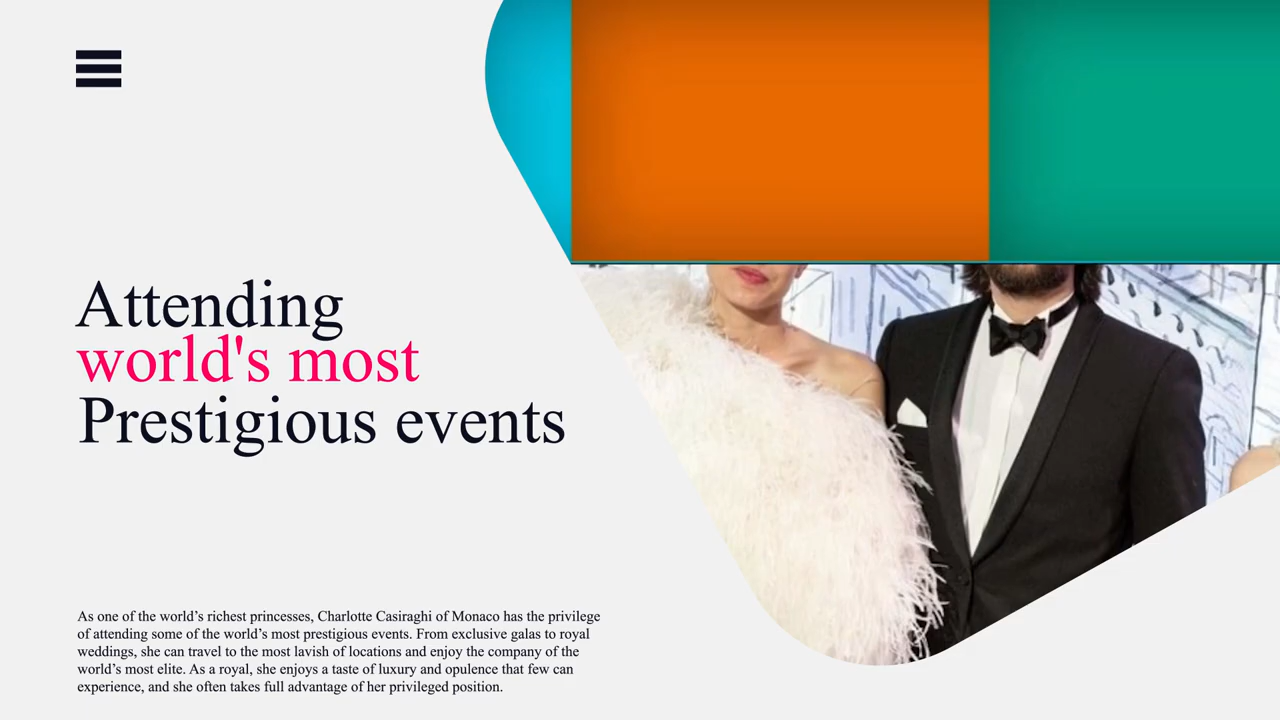 Attending
world's most
Prestigious events
As one of the world’s richest princesses, Charlotte Casiraghi of Monaco has the privilege
of attending some of the world’s most prestigious events. From exclusive galas to royal
weddings, she can travel to the most lavish of locations and enjoy the company of the
world’s most elite. As a royal, she enjoys a taste of luxury and opulence that few can
experience, and she often takes full advantage of her privileged position.